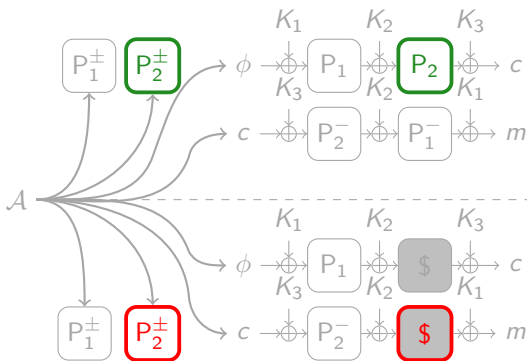 K₁ K₂ K₃
P₁± P₂± ϕ P₁ P₂ c
K₃ K₂ K₁
c P₂⁻ P₁⁻ m
𝒜
K₁ K₂ K₃
ϕ P₁ $ c
K₃ K₂ K₁
P₁± P₂± c P₂⁻ $ m